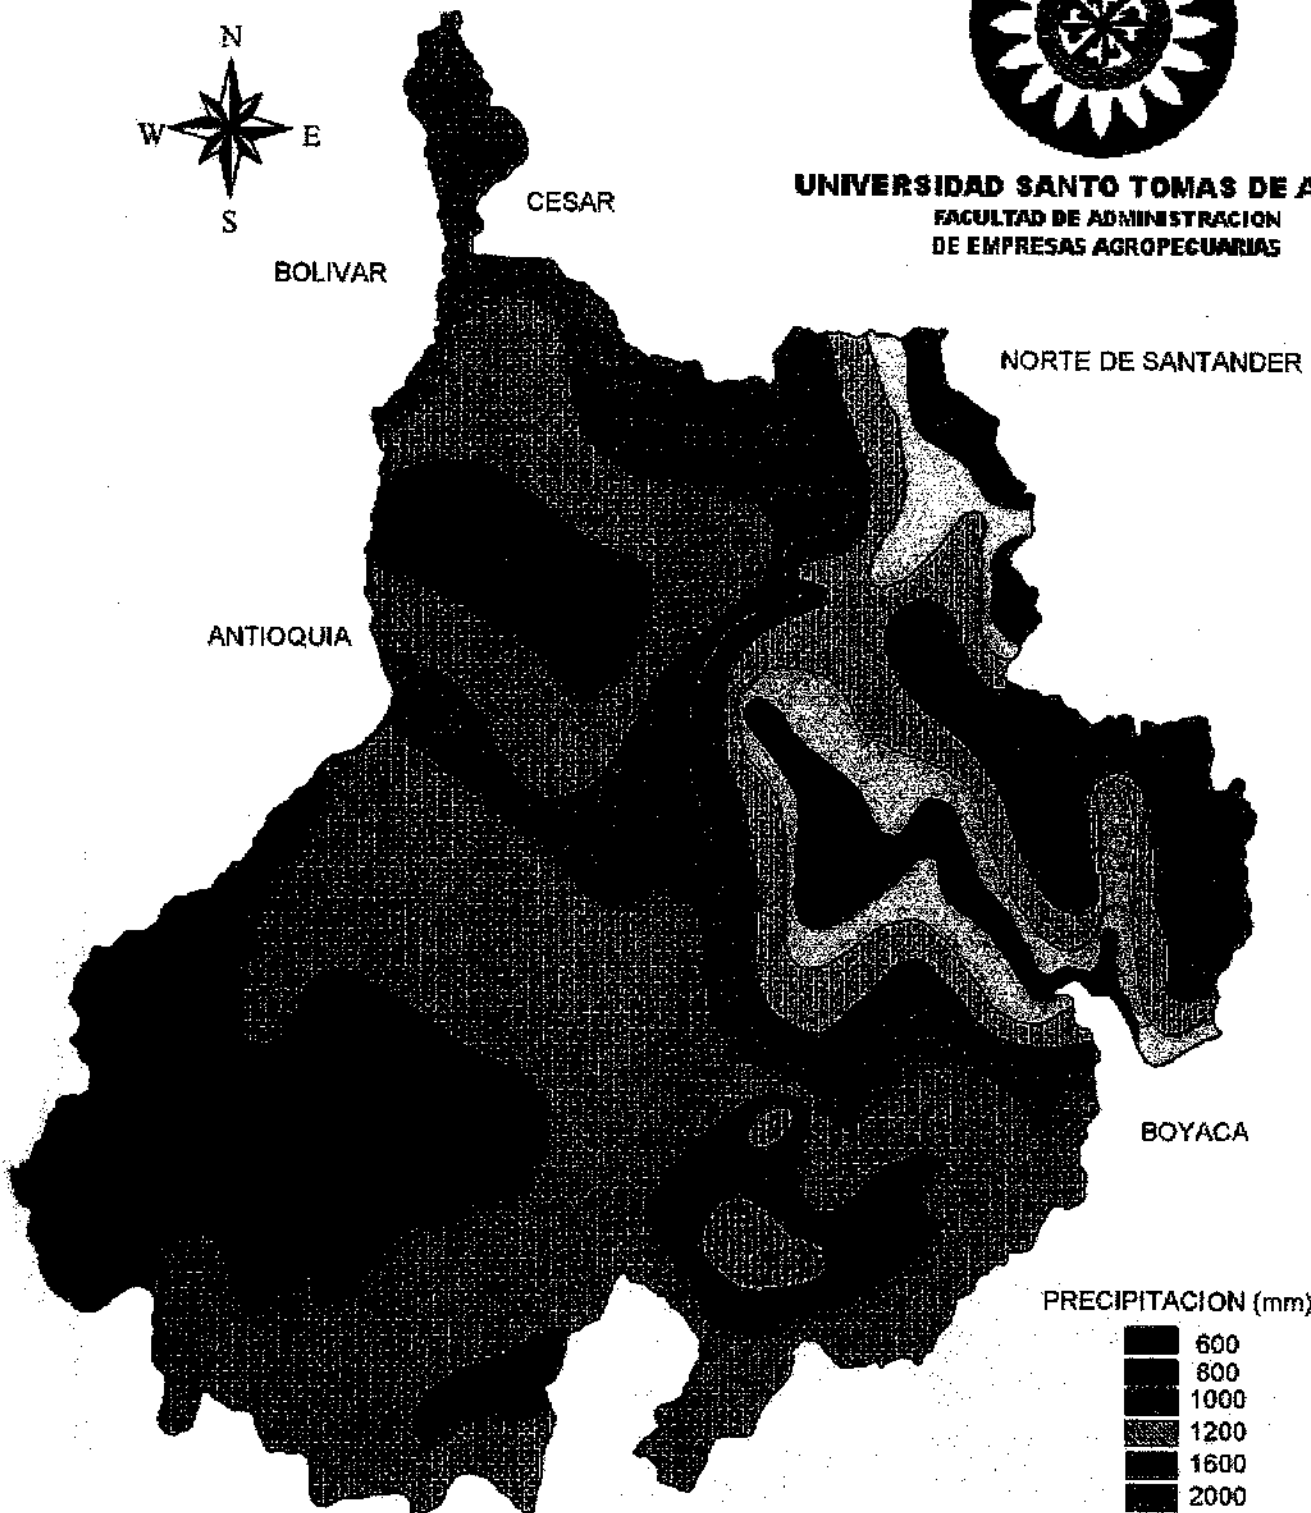 N
W E
S
CESAR
BOLIVAR
UNIVERSIDAD SANTO TOMAS DE
FACULTAD DE ADMINISTRACION
DE EMPRESAS AGROPECUARIAS
NORTE DE SANTANDER
ANTIOQUIA
BOYACA
PRECIPITACION (mm)
600
800
1000
1200
1600
2000